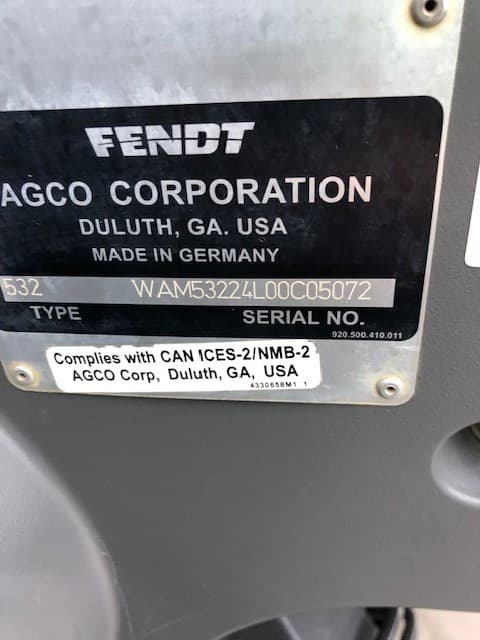 FENDT
AGCO CORPORATION
DULUTH, GA. USA
MADE IN GERMANY
532 WAM53224L00C05072
TYPE SERIAL NO.
920.500.410.011
Complies with CAN ICES-2/NMB-2
AGCO Corp, Duluth, GA, USA
4330658M1 1